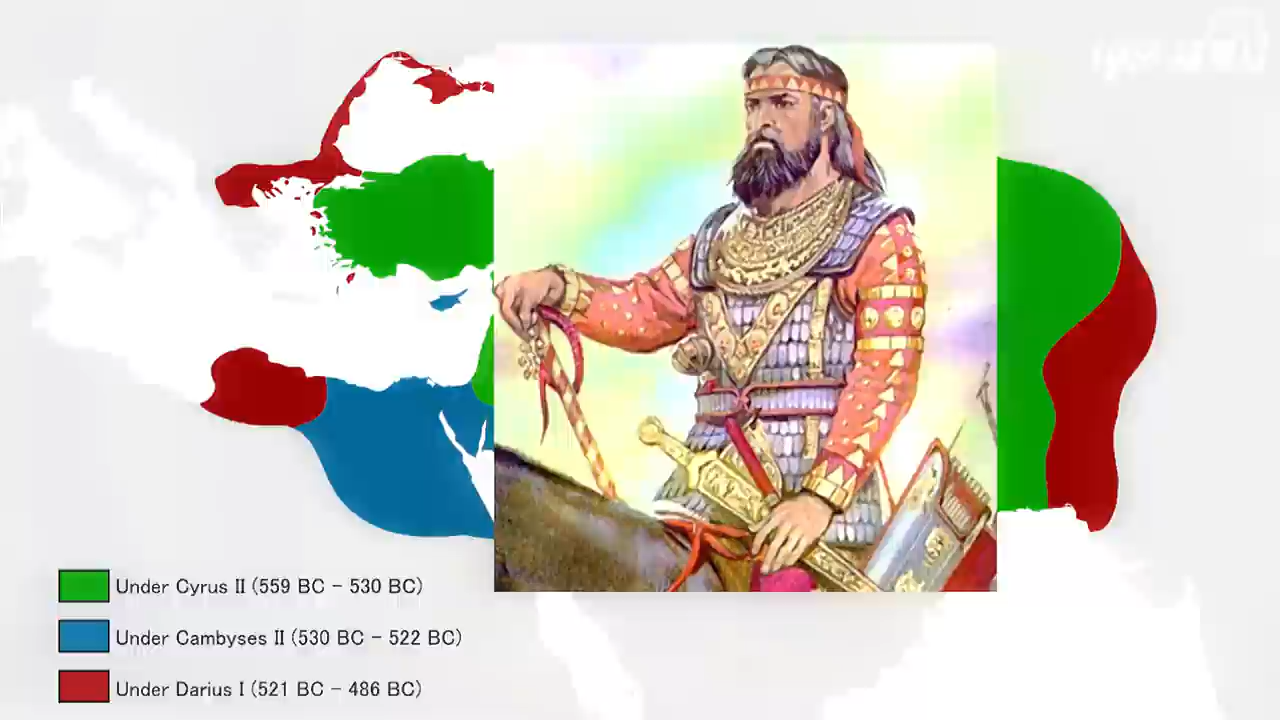 Under Cyrus II (559 BC - 530 BC)
Under Cambyses II (530 BC - 522 BC)
Under Darius I (521 BC - 486 BC)